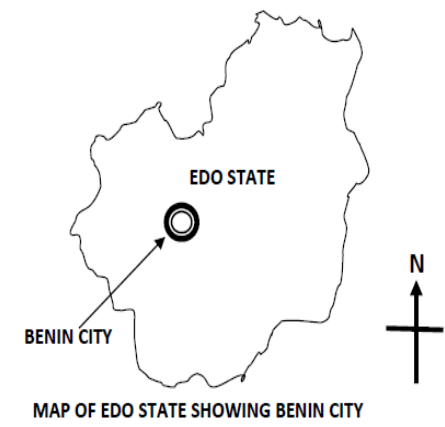 EDO STATE
N
BENIN CITY
MAP OF EDO STATE SHOWING BENIN CITY